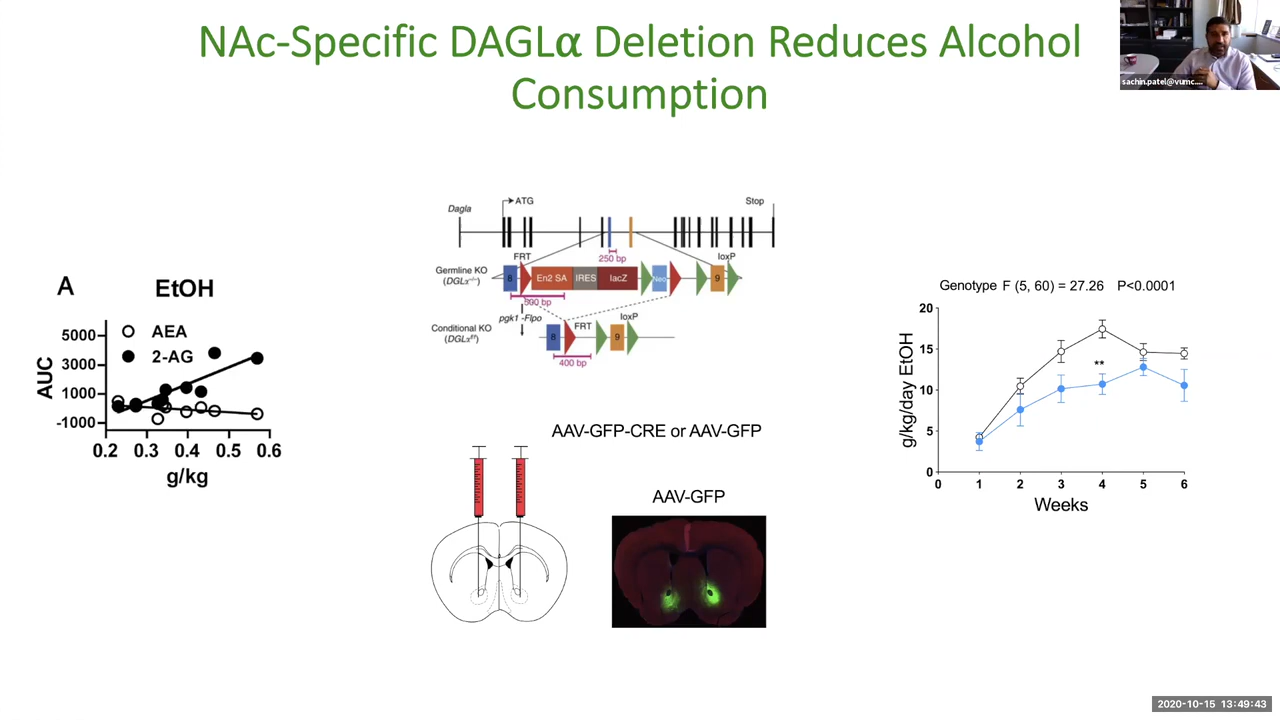 NAc-Specific DAGLα Deletion Reduces Alcohol
Consumption
sachin.patel@vumc....
A
EtOH
AEA
2-AG
AUC
5000
3000
1000
-1000
0.2 0.3 0.4 0.5 0.6
g/kg
Dagla
ATG
Stop
250 bp
FRT
loxP
Germline KO
(DGLα-/-)
8
En2 SA
IRES
lacZ
Neo
9
500 bp
pgk1 -Flpo
FRT
loxP
Conditional KO
(DGLαf/f)
8
9
400 bp
AAV-GFP-CRE or AAV-GFP
AAV-GFP
Genotype F (5, 60) = 27.26 P<0.0001
g/kg/day EtOH
20
15
10
5
0
**
0 1 2 3 4 5 6
Weeks
2020-10-15 13:49:43